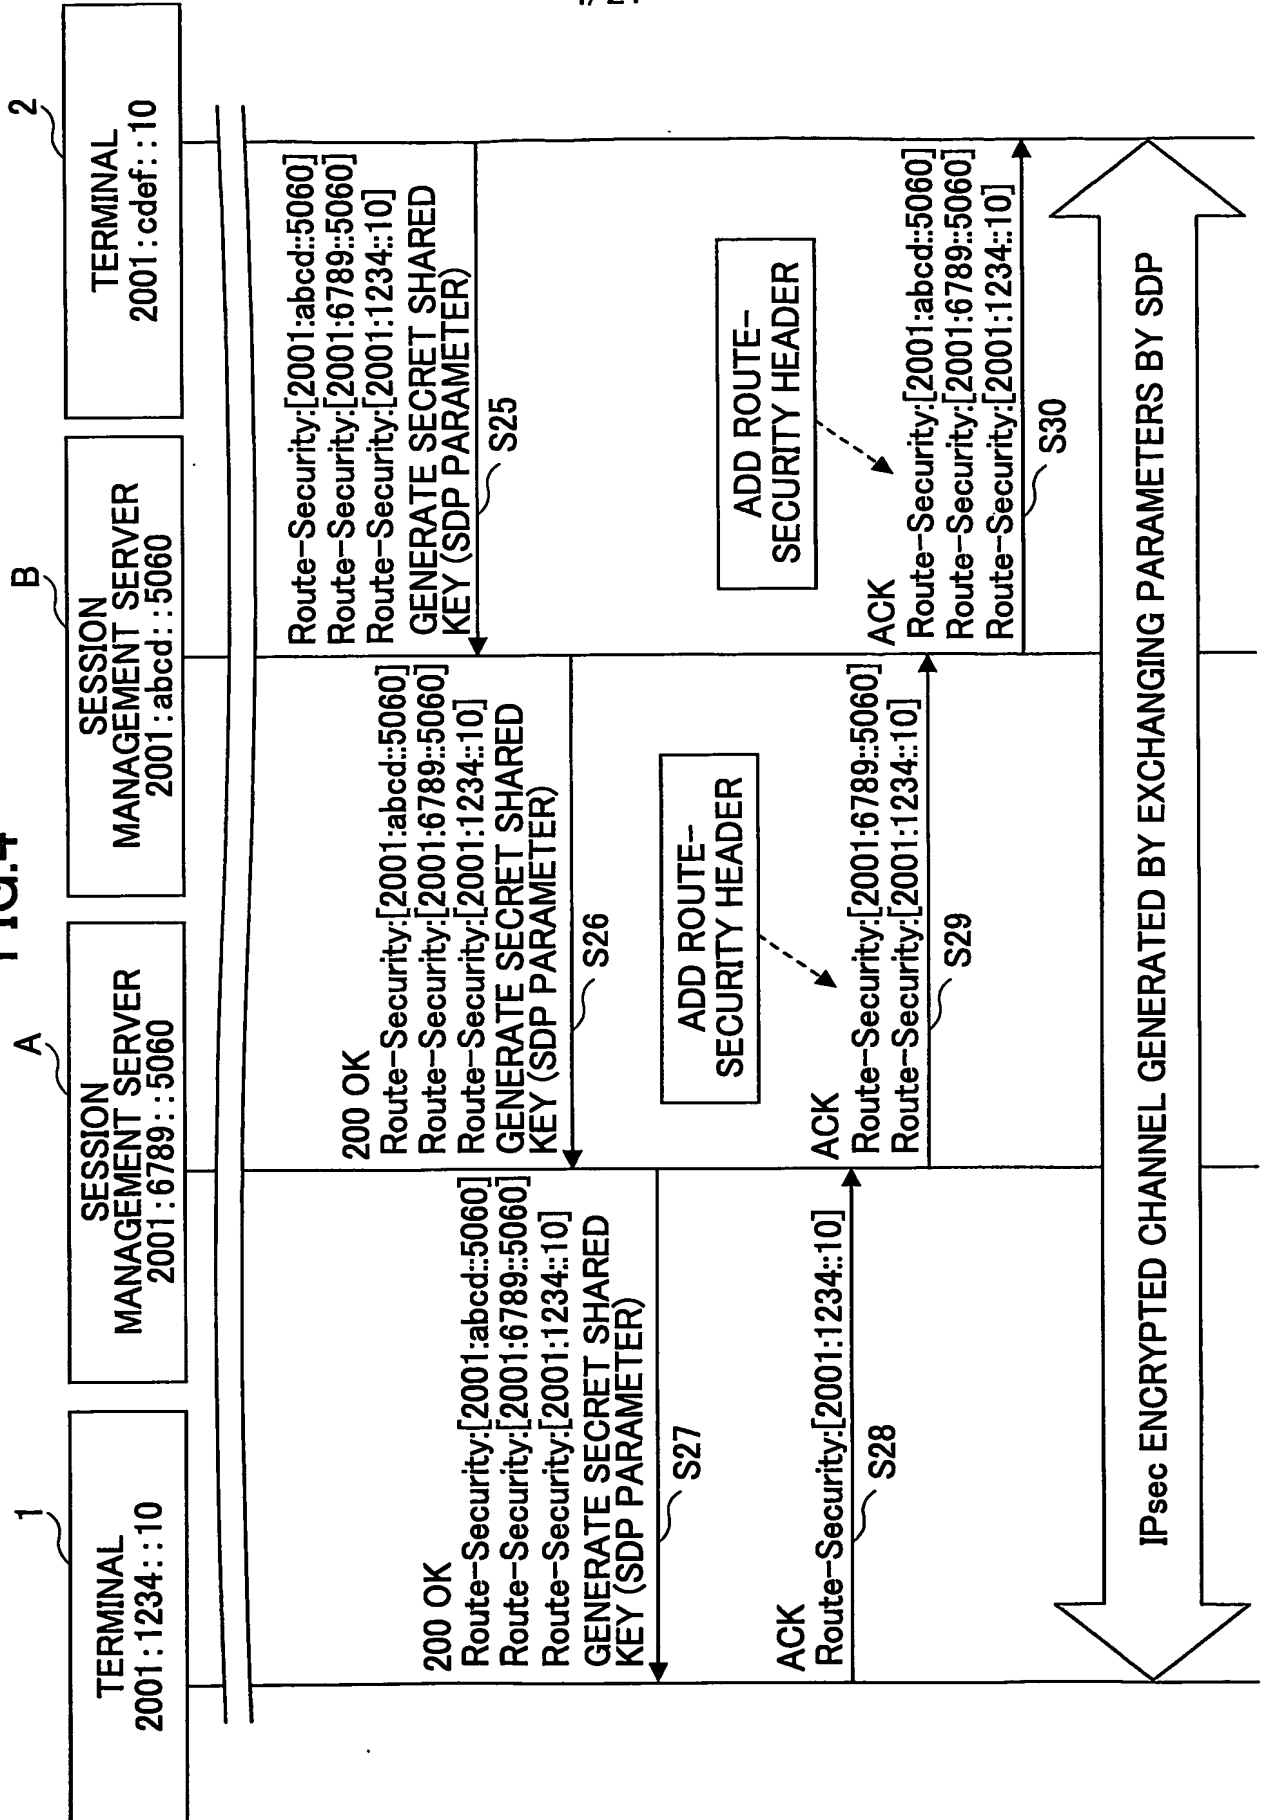 FIG.4
1
TERMINAL
2001:1234::10
A
SESSION
MANAGEMENT SERVER
2001:6789::5060
B
SESSION
MANAGEMENT SERVER
2001:abcd::5060
2
TERMINAL
2001:cdef::10
Route-Security:[2001:abcd::5060]
Route-Security:[2001:6789::5060]
Route-Security:[2001:1234::10]
GENERATE SECRET SHARED
KEY (SDP PARAMETER)
S25
200 OK
Route-Security:[2001:abcd::5060]
Route-Security:[2001:6789::5060]
Route-Security:[2001:1234::10]
GENERATE SECRET SHARED
KEY (SDP PARAMETER)
S26
200 OK
Route-Security:[2001:abcd::5060]
Route-Security:[2001:6789::5060]
Route-Security:[2001:1234::10]
GENERATE SECRET SHARED
KEY (SDP PARAMETER)
S27
ACK
Route-Security:[2001:1234::10]
S28
ADD ROUTE-
SECURITY HEADER
ACK
Route-Security:[2001:6789::5060]
Route-Security:[2001:1234::10]
S29
ADD ROUTE-
SECURITY HEADER
ACK
Route-Security:[2001:abcd::5060]
Route-Security:[2001:6789::5060]
Route-Security:[2001:1234::10]
S30
IPsec ENCRYPTED CHANNEL GENERATED BY EXCHANGING PARAMETERS BY SDP